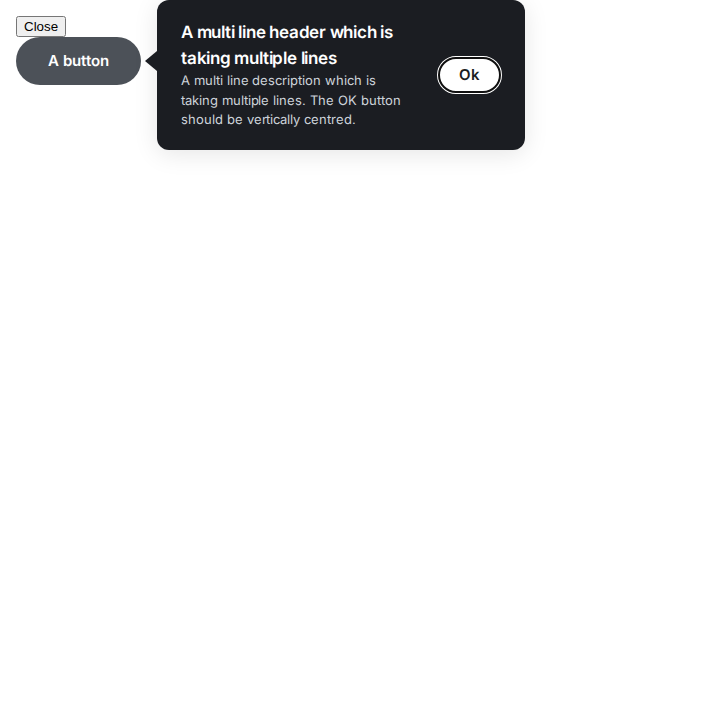 Close
A button
A multi line header which is
taking multiple lines
A multi line description which is
taking multiple lines. The OK button
should be vertically centred.
Ok